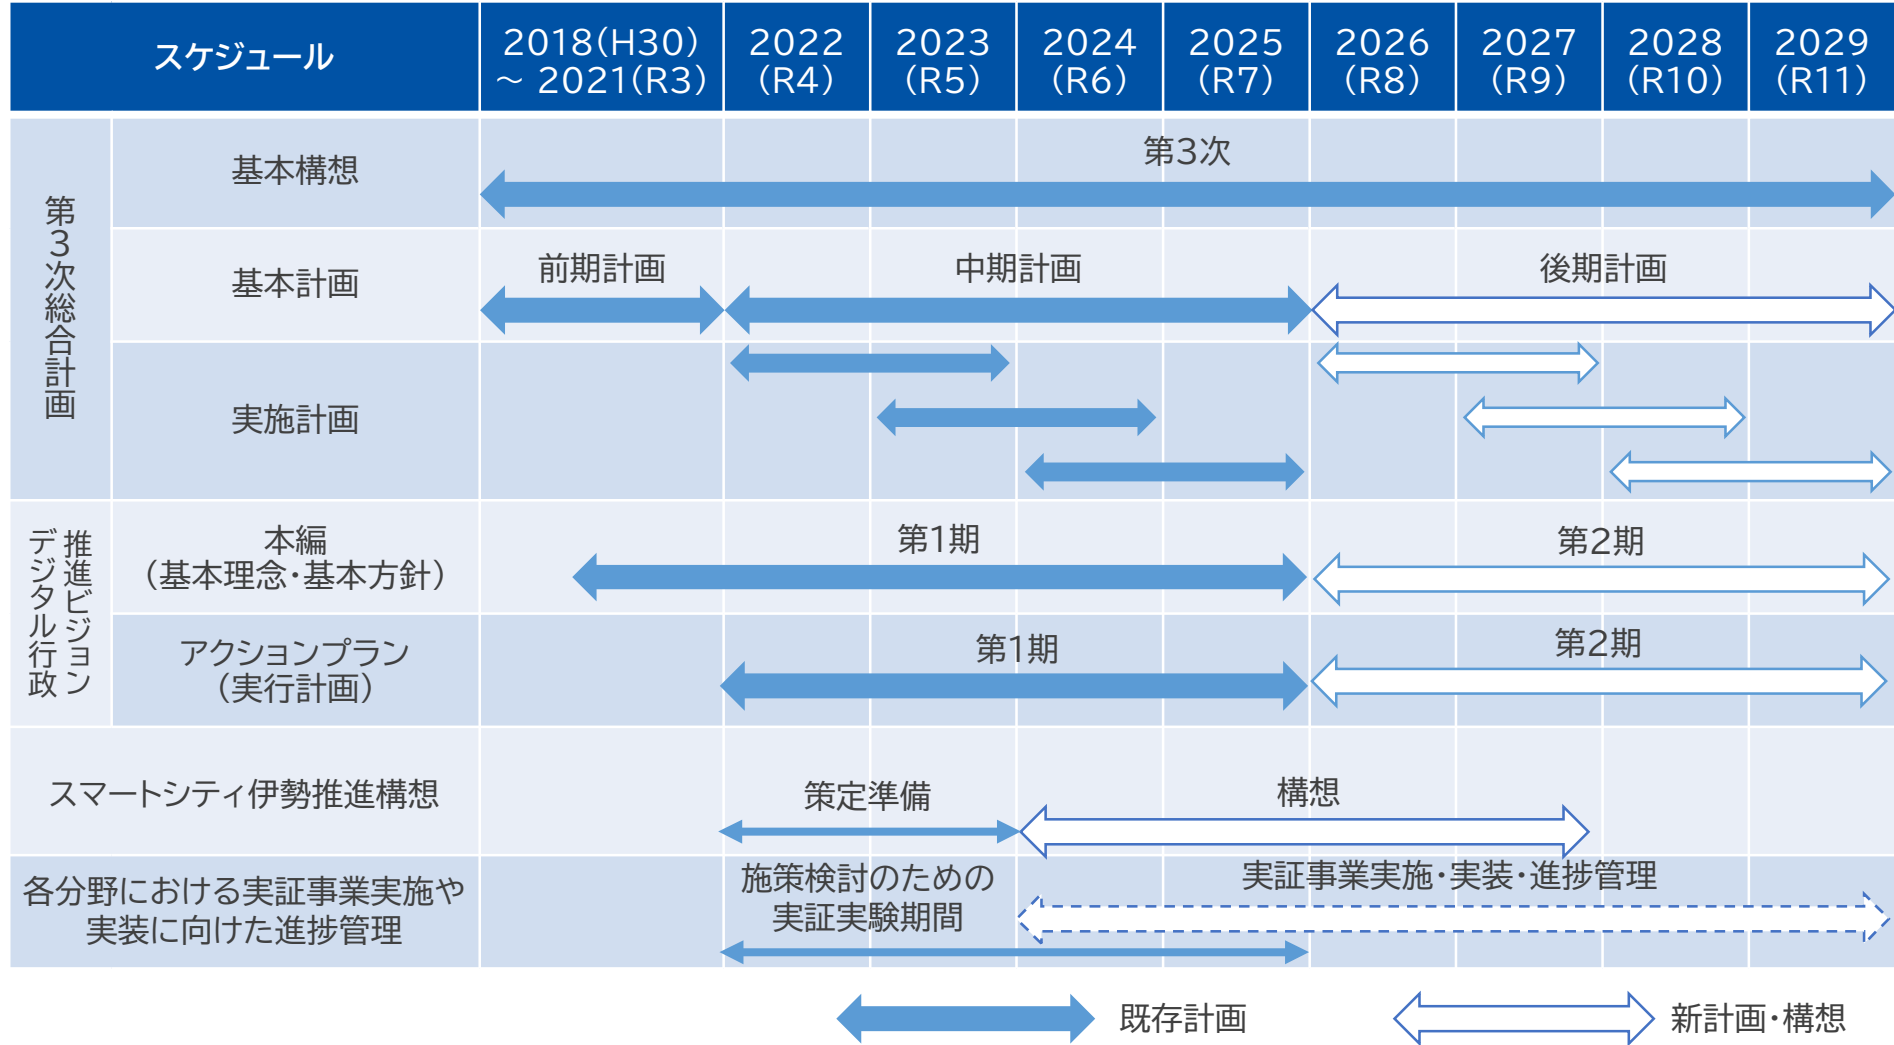 スケジュール
2018(H30)
～ 2021(R3)
2022
(R4)
2023
(R5)
2024
(R6)
2025
(R7)
2026
(R8)
2027
(R9)
2028
(R10)
2029
(R11)
第3次総合計画
基本構想
第3次
基本計画
前期計画
中期計画
後期計画
実施計画
推進ビジョン
デジタル行政
本編
（基本理念・基本方針）
第1期
第2期
アクションプラン
（実行計画）
第1期
第2期
スマートシティ伊勢推進構想
策定準備
構想
各分野における実証事業実施や
実装に向けた進捗管理
施策検討のための
実証実験期間
実証事業実施・実装・進捗管理
既存計画
新計画・構想